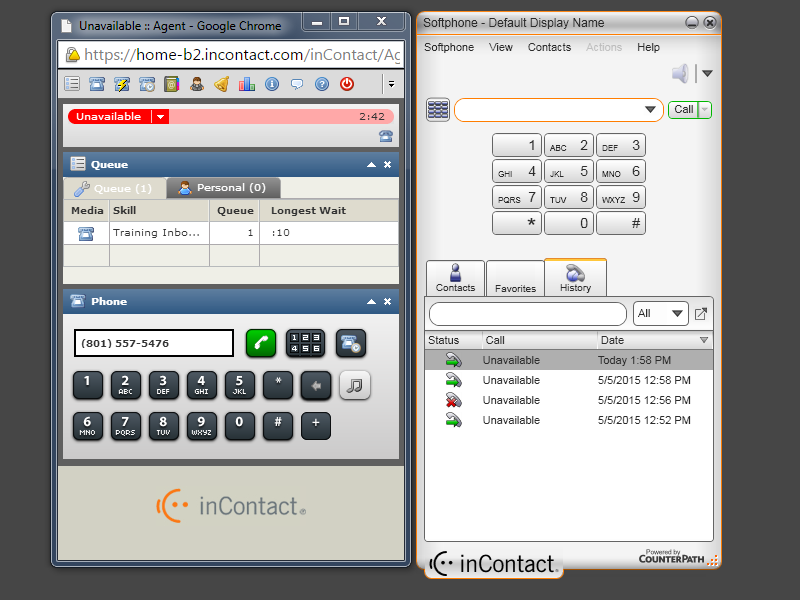 Unavailable :: Agent - Google Chrome
https://home-b2.incontact.com/inContact/Ag
Unavailable
2:42
Queue
Queue (1)
Personal (0)
Media Skill Queue Longest Wait
Training Inbo... 1 :10
Phone
(801) 557-5476
1 2 3
4 5 6
1 2 ABC 3 DEF 4 GHI 5 JKL *
6 MNO 7 PQRS 8 TUV 9 WXYZ 0 # +
inContact®
Softphone - Default Display Name
Softphone View Contacts Actions Help
Call
1 ABC 2 DEF 3
GHI 4 JKL 5 MNO 6
PQRS 7 TUV 8 WXYZ 9
* 0 #
Contacts Favorites History
All
Status Call Date
Unavailable Today 1:58 PM
Unavailable 5/5/2015 12:58 PM
Unavailable 5/5/2015 12:56 PM
Unavailable 5/5/2015 12:52 PM
inContact
Powered by
COUNTERPATH